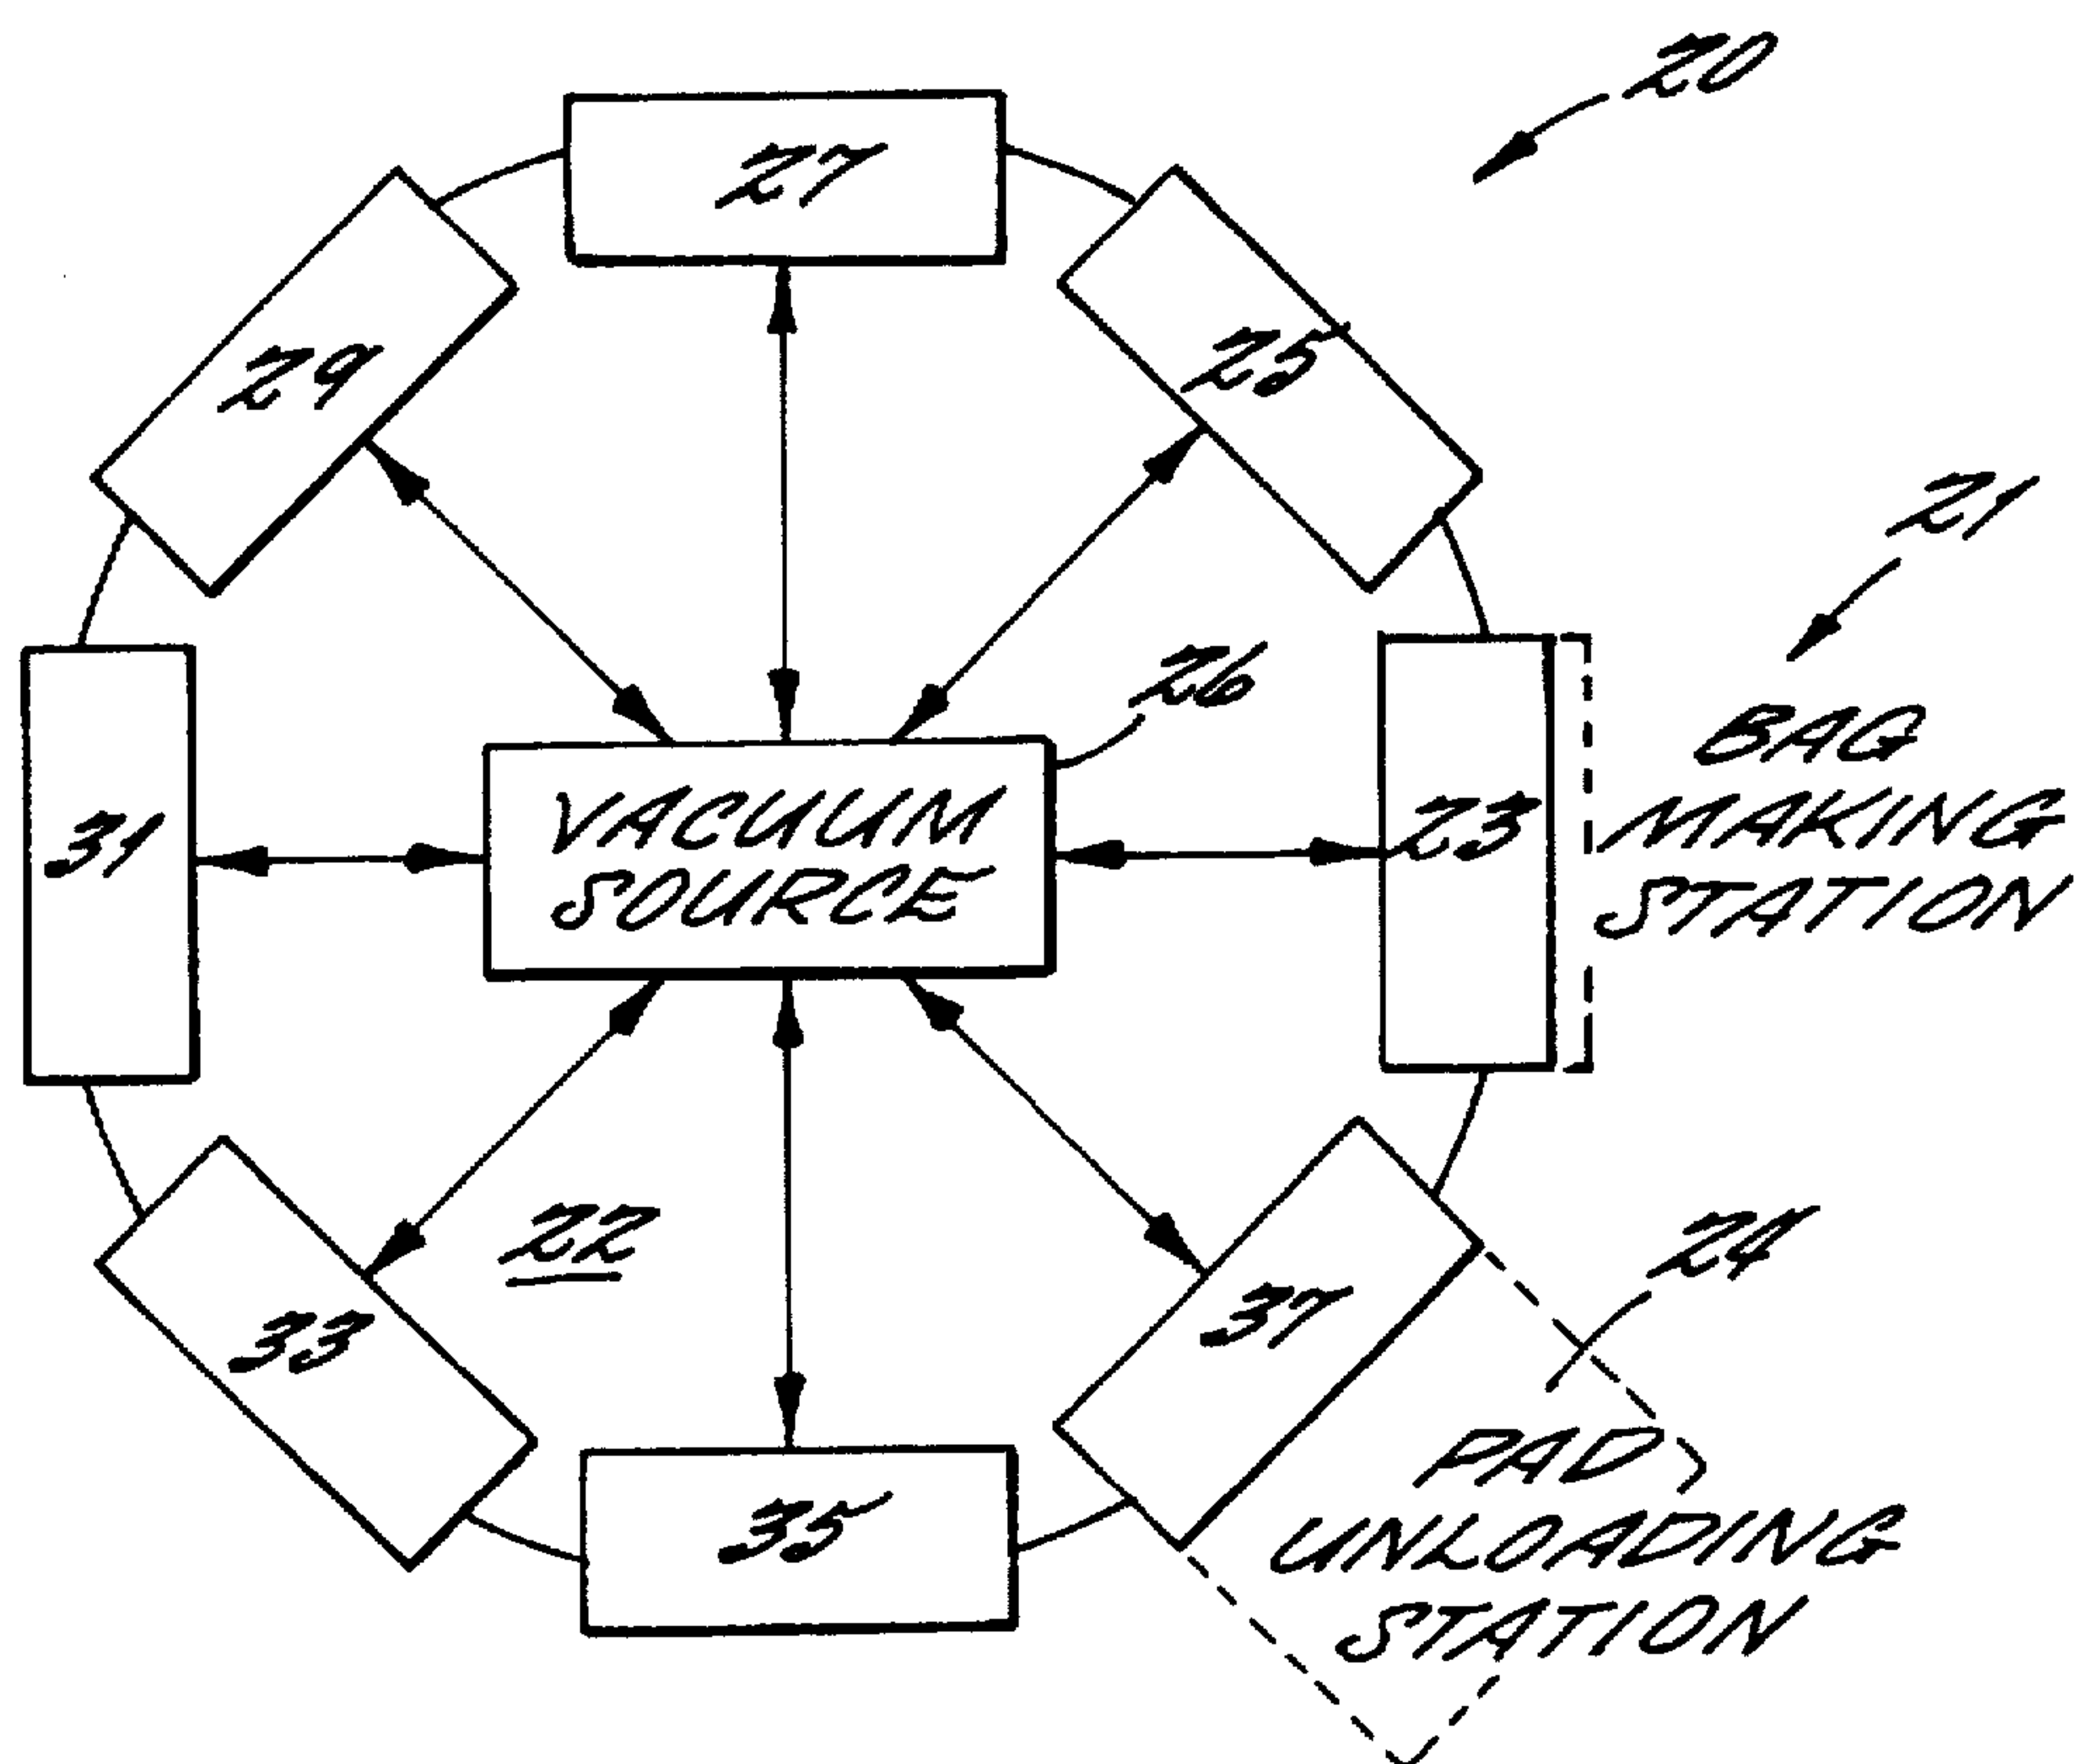 20
27
29
25
21
26
BAG
MAKING
STATION
31
VACUUM
SOURCE
23
22
24
33
37
35
PAD
UNLOADING
STATION